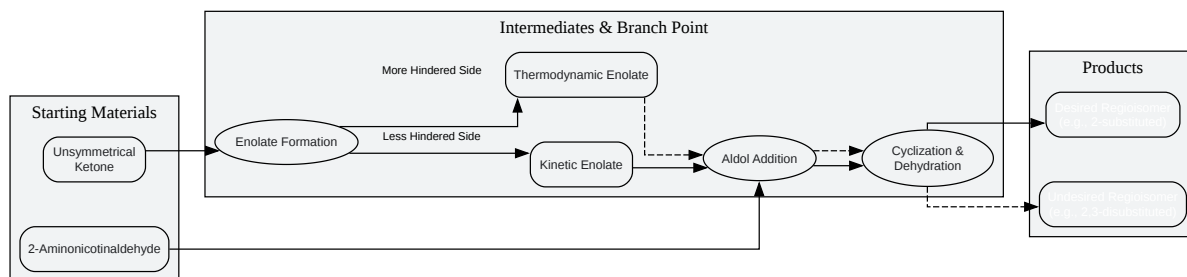 Intermediates & Branch Point
More Hindered Side
Thermodynamic Enolate
Products
Starting Materials
Desired Regioisomer
(e.g., 2-substituted)
Enolate Formation
Less Hindered Side
Unsymmetrical
Ketone
Kinetic Enolate
Aldol Addition
Cyclization &
Dehydration
Undesired Regioisomer
(e.g., 2,3-disubstituted)
2-Aminonicotinaldehyde